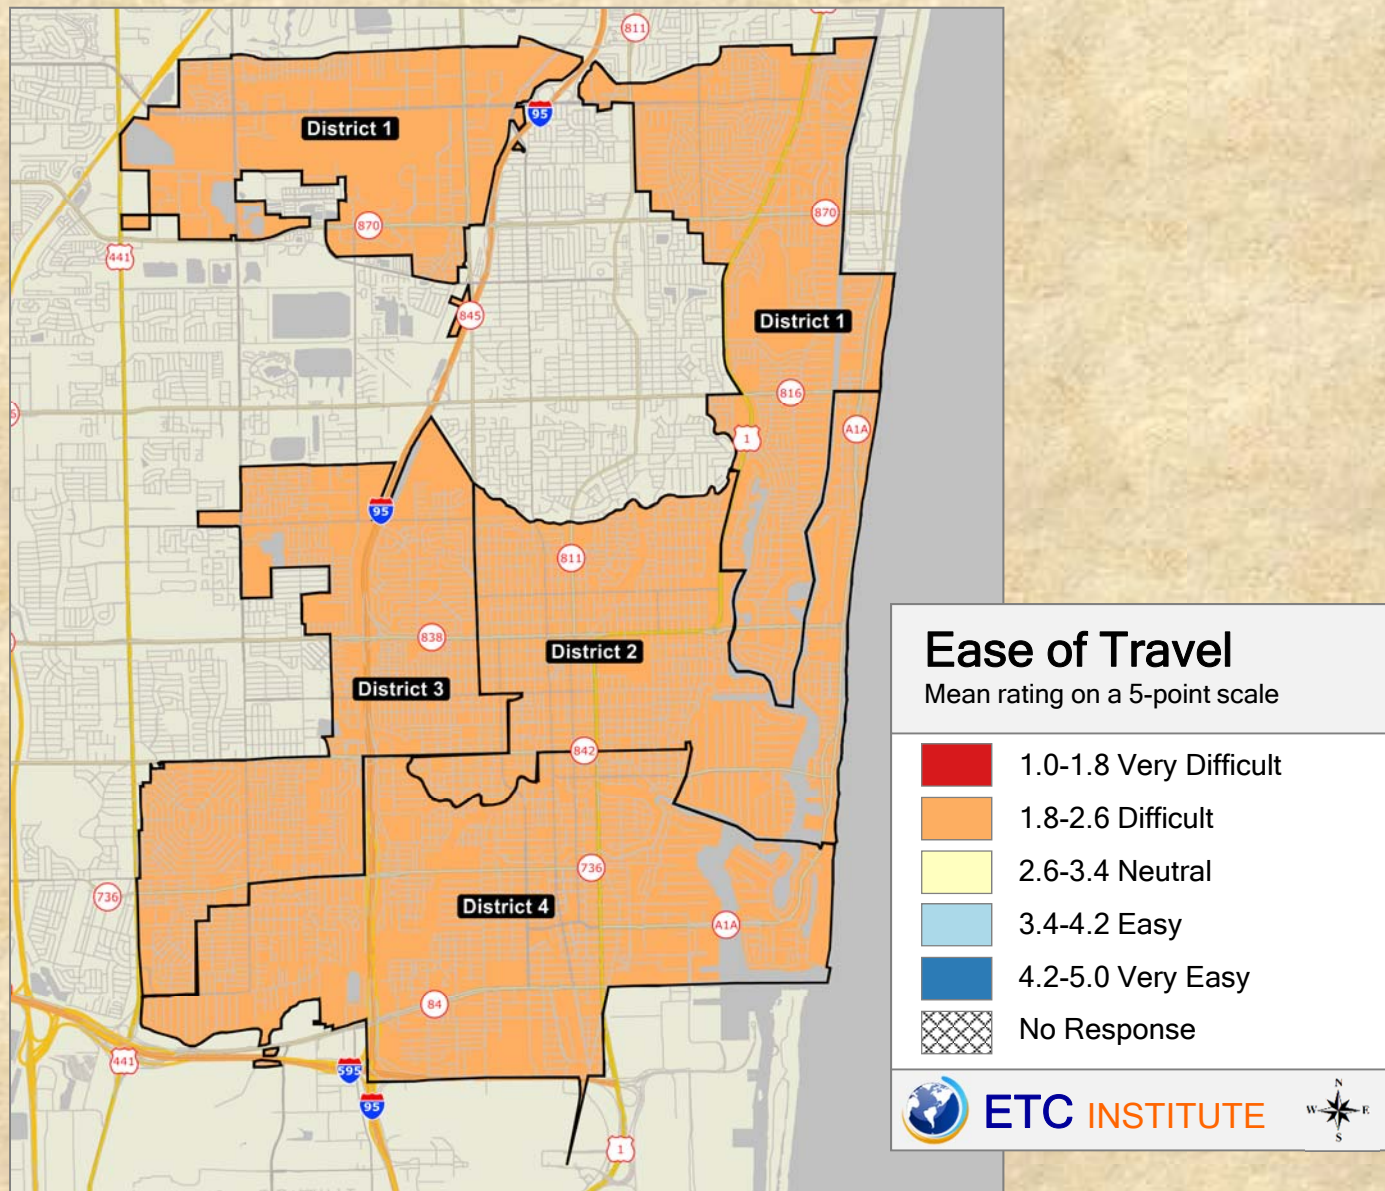 811
95
District 1
870
870
441
845
District 1
816
1
A1A
95
811
838
District 2
District 3
842
736
736
District 4
A1A
84
441
595
95
1
Ease of Travel
Mean rating on a 5-point scale
1.0-1.8 Very Difficult
1.8-2.6 Difficult
2.6-3.4 Neutral
3.4-4.2 Easy
4.2-5.0 Very Easy
No Response
ETC INSTITUTE
N
W E
S